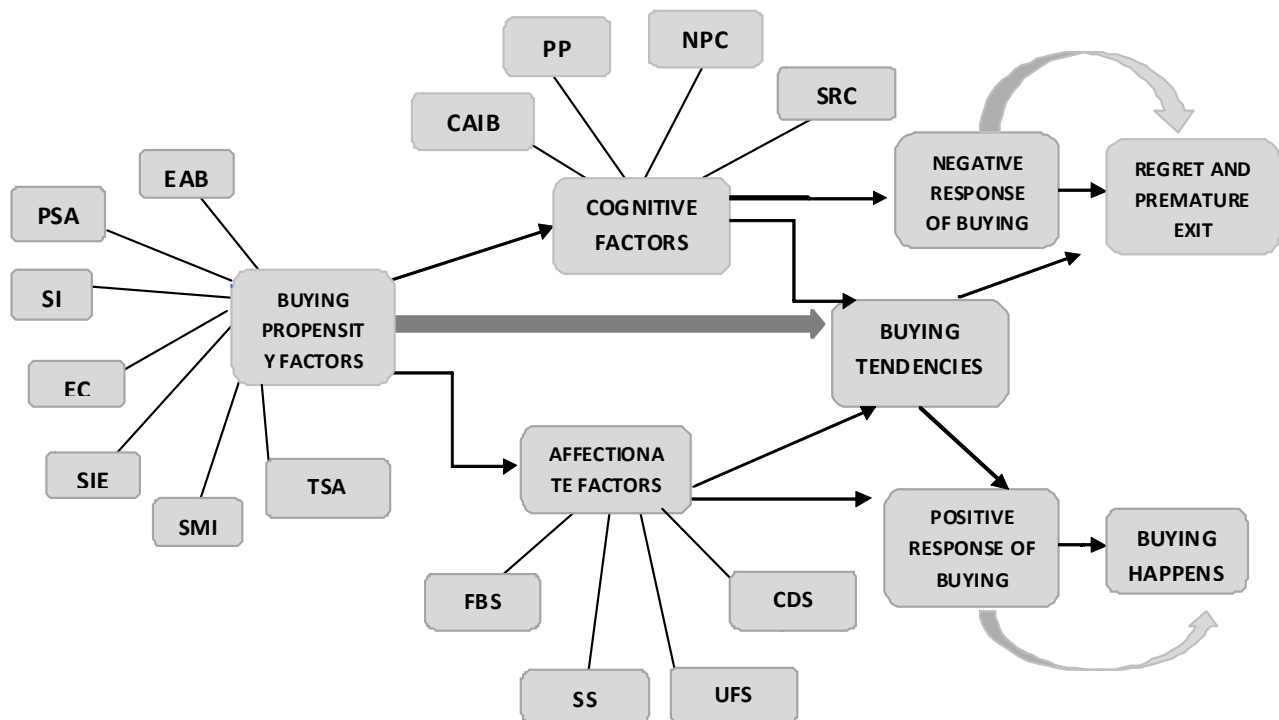 PP
NPC
SRC
CAIB
EAB
PSA
SI
EC
SIE
SMI
TSA
BUYING
PROPENSIT
Y FACTORS
COGNITIVE
FACTORS
NEGATIVE
RESPONSE
OF BUYING
REGRET AND
PREMATURE
EXIT
BUYING
TENDENCIES
AFFECTIONA
TE FACTORS
POSITIVE
RESPONSE OF
BUYING
BUYING
HAPPENS
FBS
SS
UFS
CDS